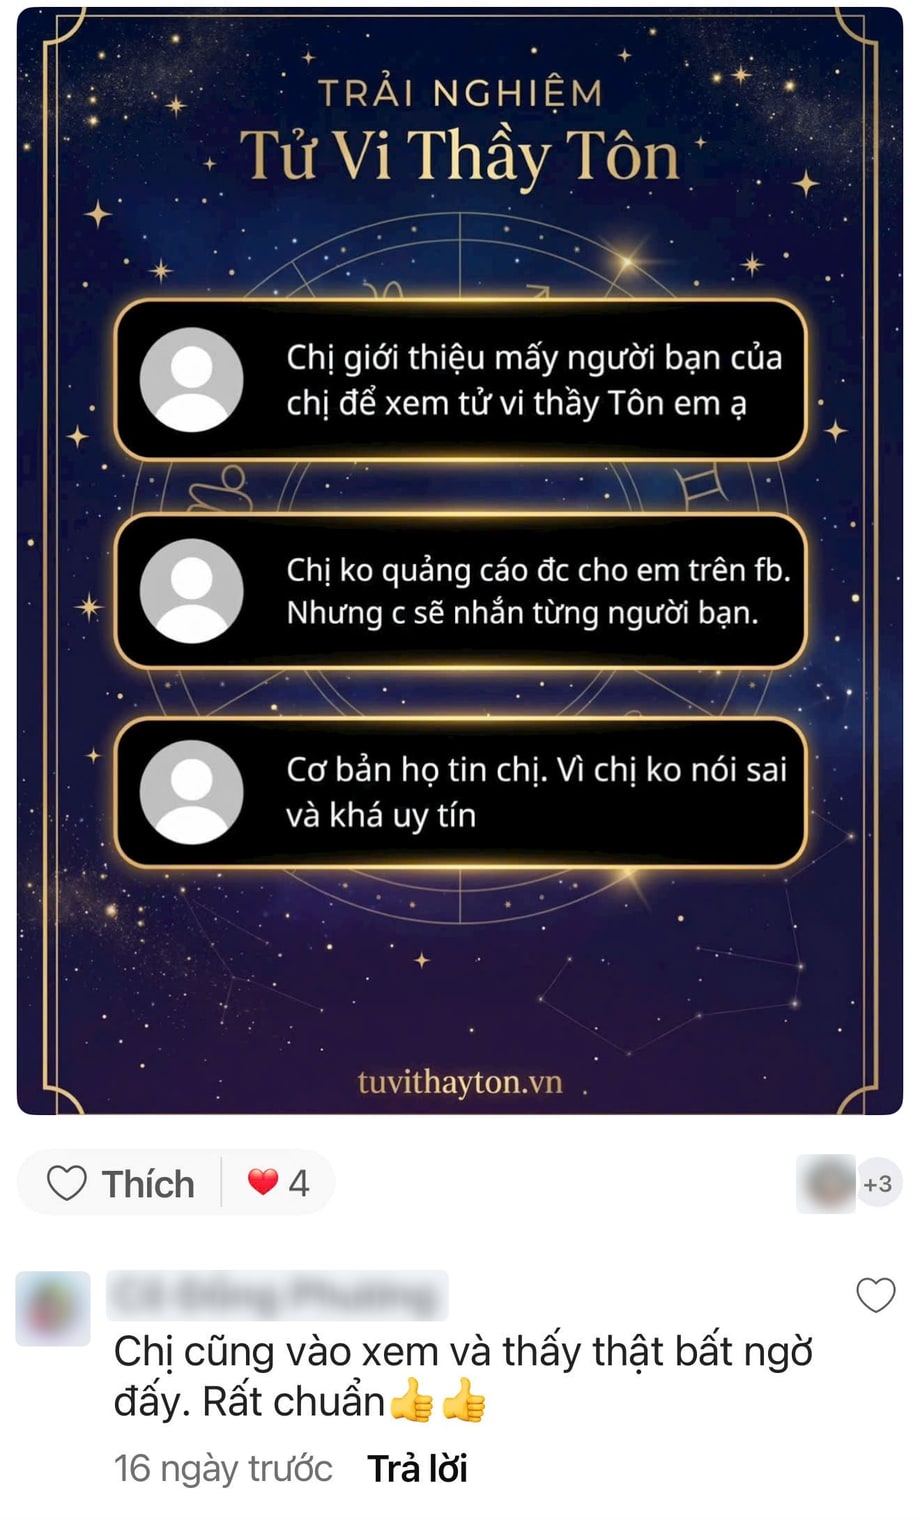 TRẢI NGHIỆM
Tử Vi Thầy Tôn
Chị giới thiệu mấy người bạn của
chị để xem tử vi thầy Tôn em ạ
Chị ko quảng cáo đc cho em trên fb.
Nhưng c sẽ nhắn từng người bạn.
Cơ bản họ tin chị. Vì chị ko nói sai
và khá uy tín
tuvithayton.vn .
Thích
4
+3
Chị cũng vào xem và thấy thật bất ngờ
đấy. Rất chuẩn👍👍
16 ngày trước Trả lời